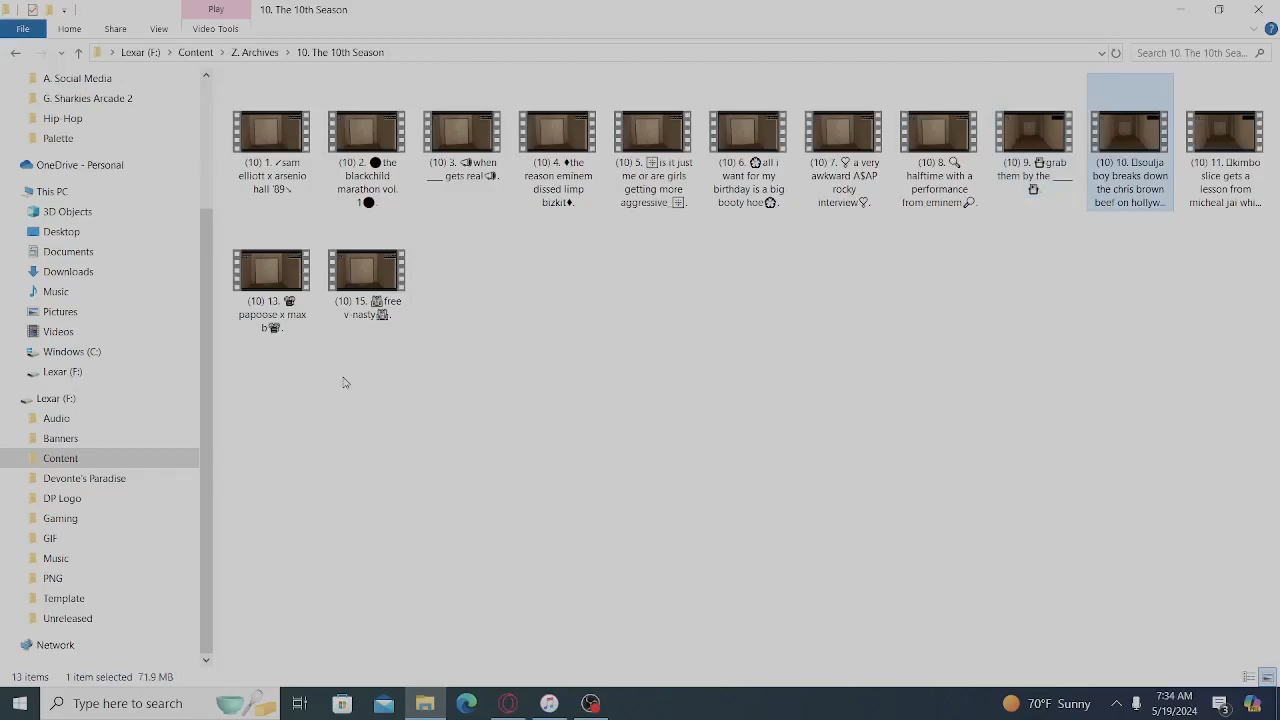 Play
10. The 10th Season
File
Home
Share
View
Video Tools
Lexar (F:)
Content
Z. Archives
10. The 10th Season
Search 10. The 10th Sea...
A. Social Media
G. Sharkies Arcade 2
Hip-Hop
Palette
OneDrive - Personal
This PC
3D Objects
Desktop
Documents
Downloads
Music
Pictures
Videos
Windows (C:)
Lexar (F:)
Lexar (F:)
Audio
Banners
Content
Devonte's Paradise
DP Logo
Gaming
GIF
Music
PNG
Template
Unreleased
Network
(10) 1. sam
elliott x arsenio
hall '89
(10) 2. the
blackchild
marathon vol.
1.
(10) 3. when
___ gets real.
(10) 4. the
reason eminem
dissed limp
bizkit.
(10) 5. is it just
me or are girls
getting more
aggressive.
(10) 6. all i
want for my
birthday is a big
booty hoe.
(10) 7. a very
awkward A$AP
rocky
interview.
(10) 8.
halftime with a
performance
from eminem.
(10) 9. grab
them by the ____
.
(10) 10. soulja
boy breaks down
the chris brown
beef on hollyw...
(10) 11. kimbo
slice gets a
lesson from
micheal jai whi...
(10) 13.
papoose x max
b.
(10) 15. free
v-nasty.
13 items
1 item selected
71.9 MB
Type here to search
70°F Sunny
7:34 AM
5/19/2024
3